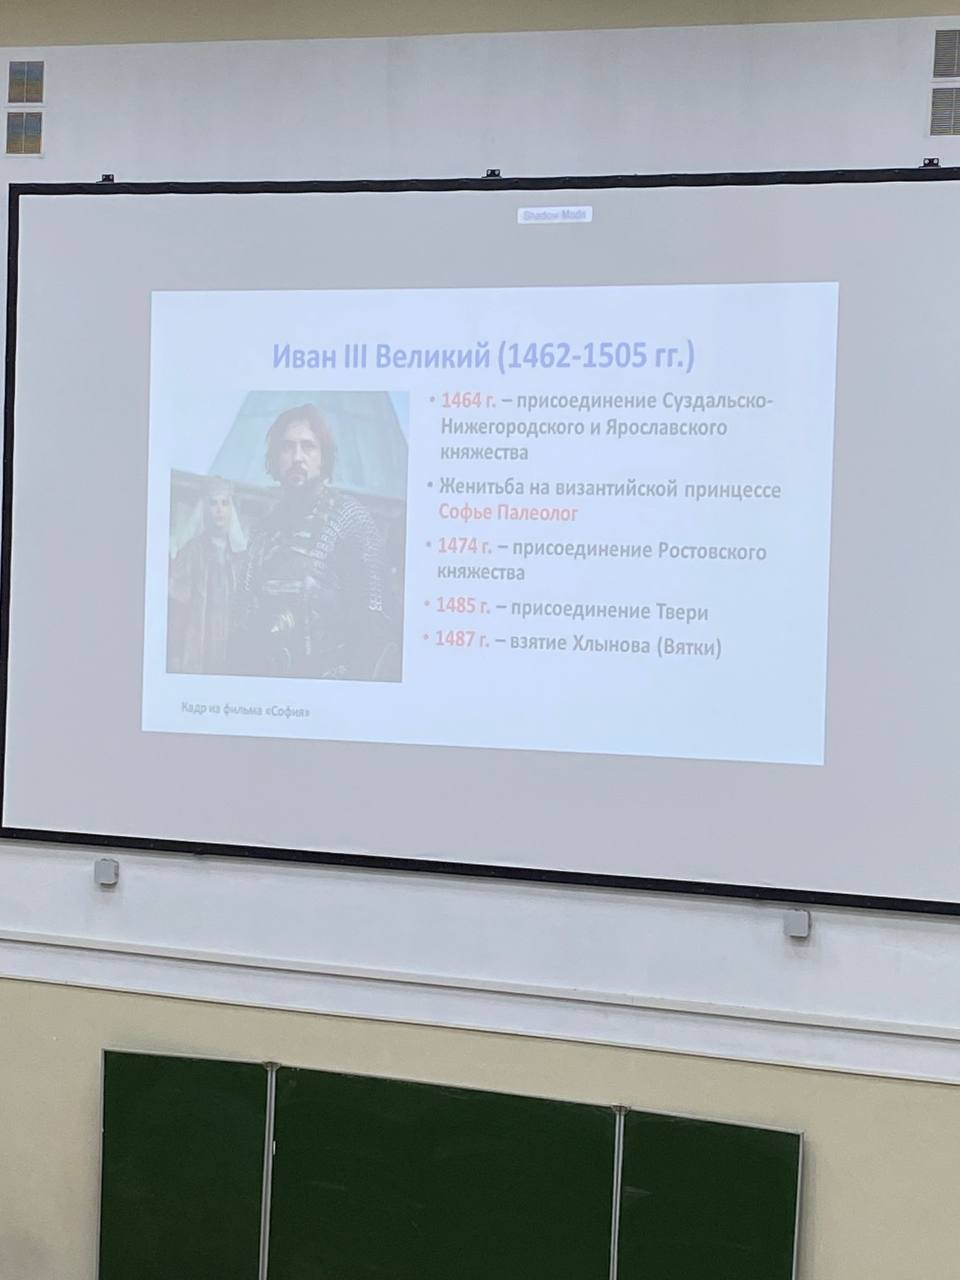 Shadow Mode
Иван III Великий (1462-1505 гг.)
• 1464 г. – присоединение Суздальско-
Нижегородского и Ярославского
княжества
• Женитьба на византийской принцессе
Софье Палеолог
• 1474 г. – присоединение Ростовского
княжества
• 1485 г. – присоединение Твери
• 1487 г. – взятие Хлынова (Вятки)
Кадр из фильма «София»